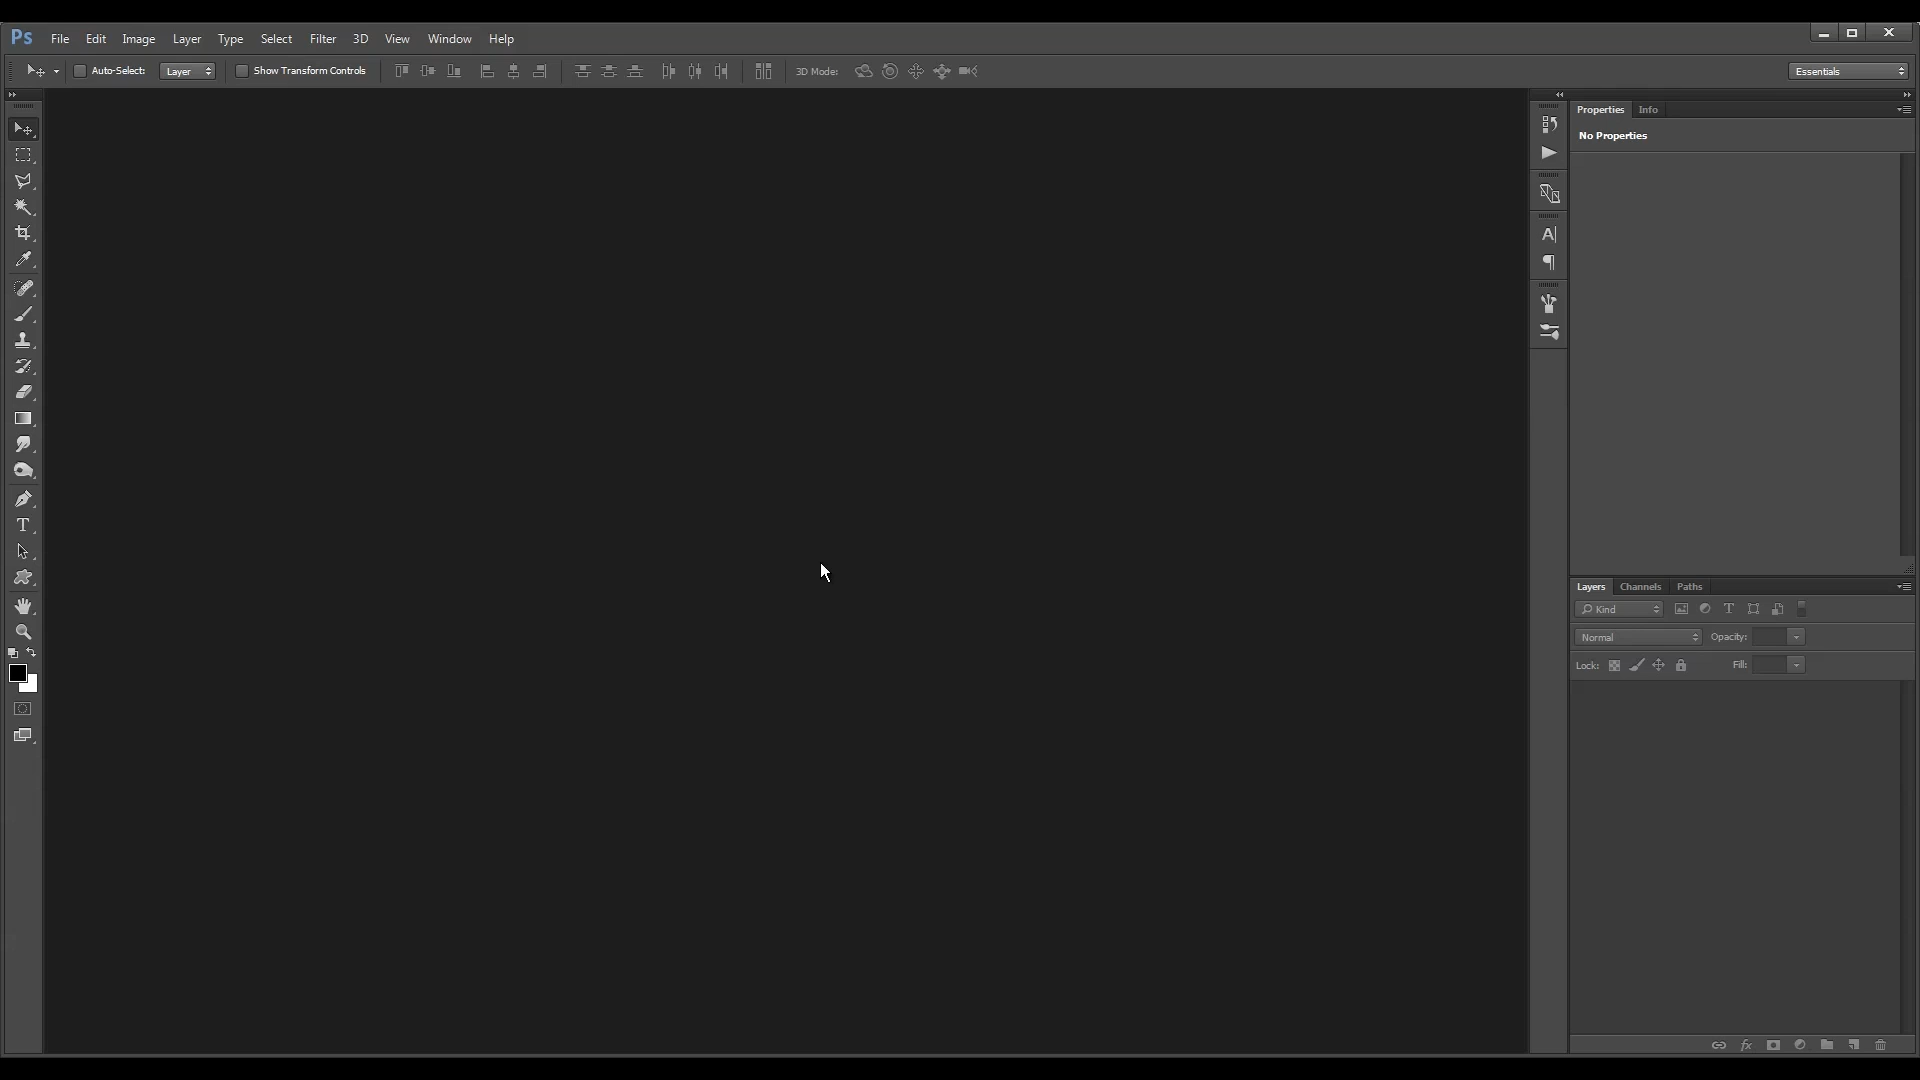 Ps File Edit Image Layer Type Select Filter 3D View Window Help
Auto-Select: Layer Show Transform Controls 3D Mode: Essentials
Properties Info
No Properties
Layers Channels Paths
Kind
Normal Opacity:
Lock: Fill: